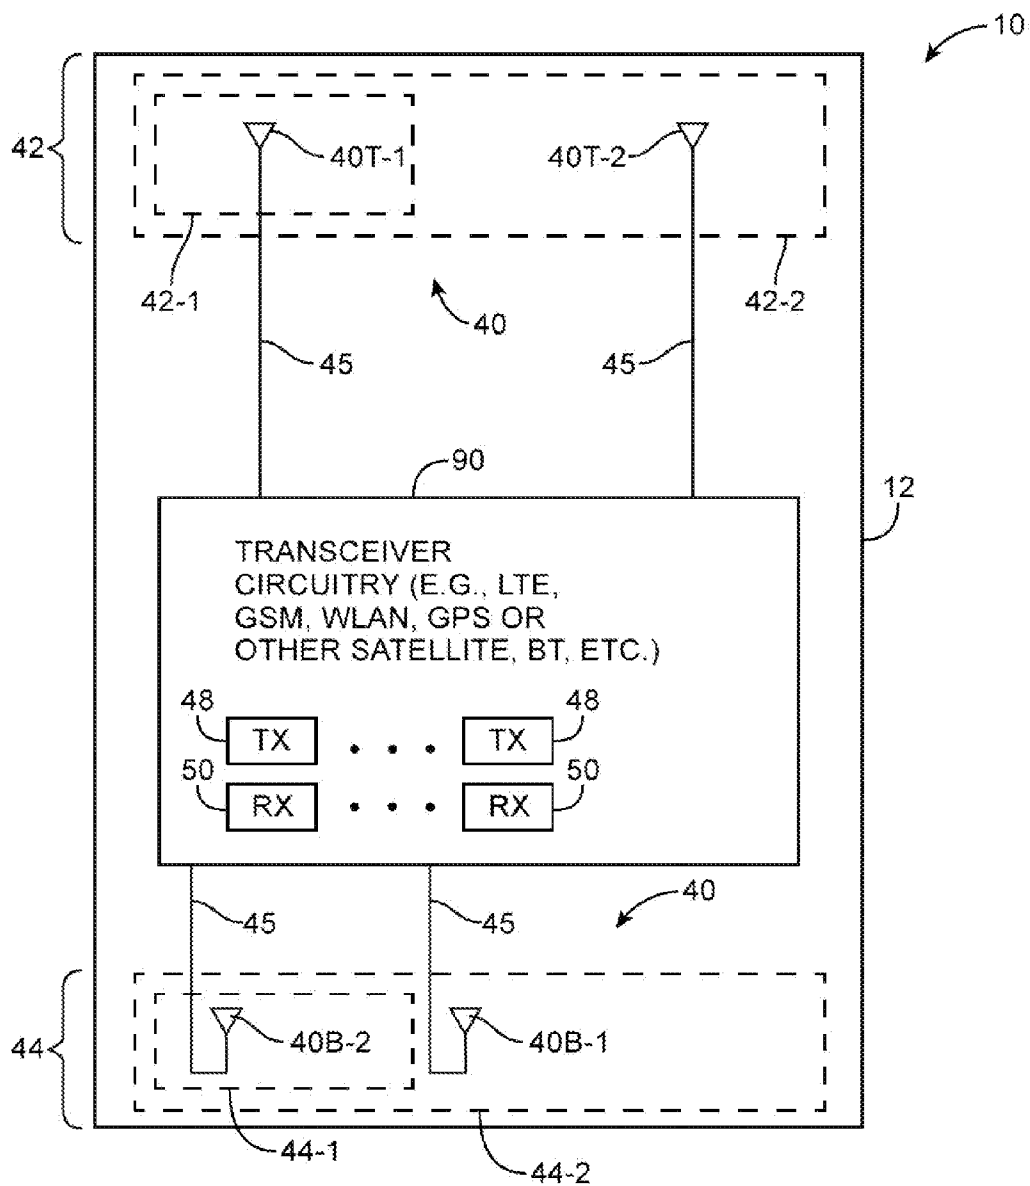 10
42
40T-1
40T-2
42-1
42-2
40
45
45
90
12
TRANSCEIVER
CIRCUITRY (E.G., LTE,
GSM, WLAN, GPS OR
OTHER SATELLITE, BT, ETC.)
48
TX
TX
48
50
RX
RX
50
45
45
40
44
40B-2
40B-1
44-1
44-2